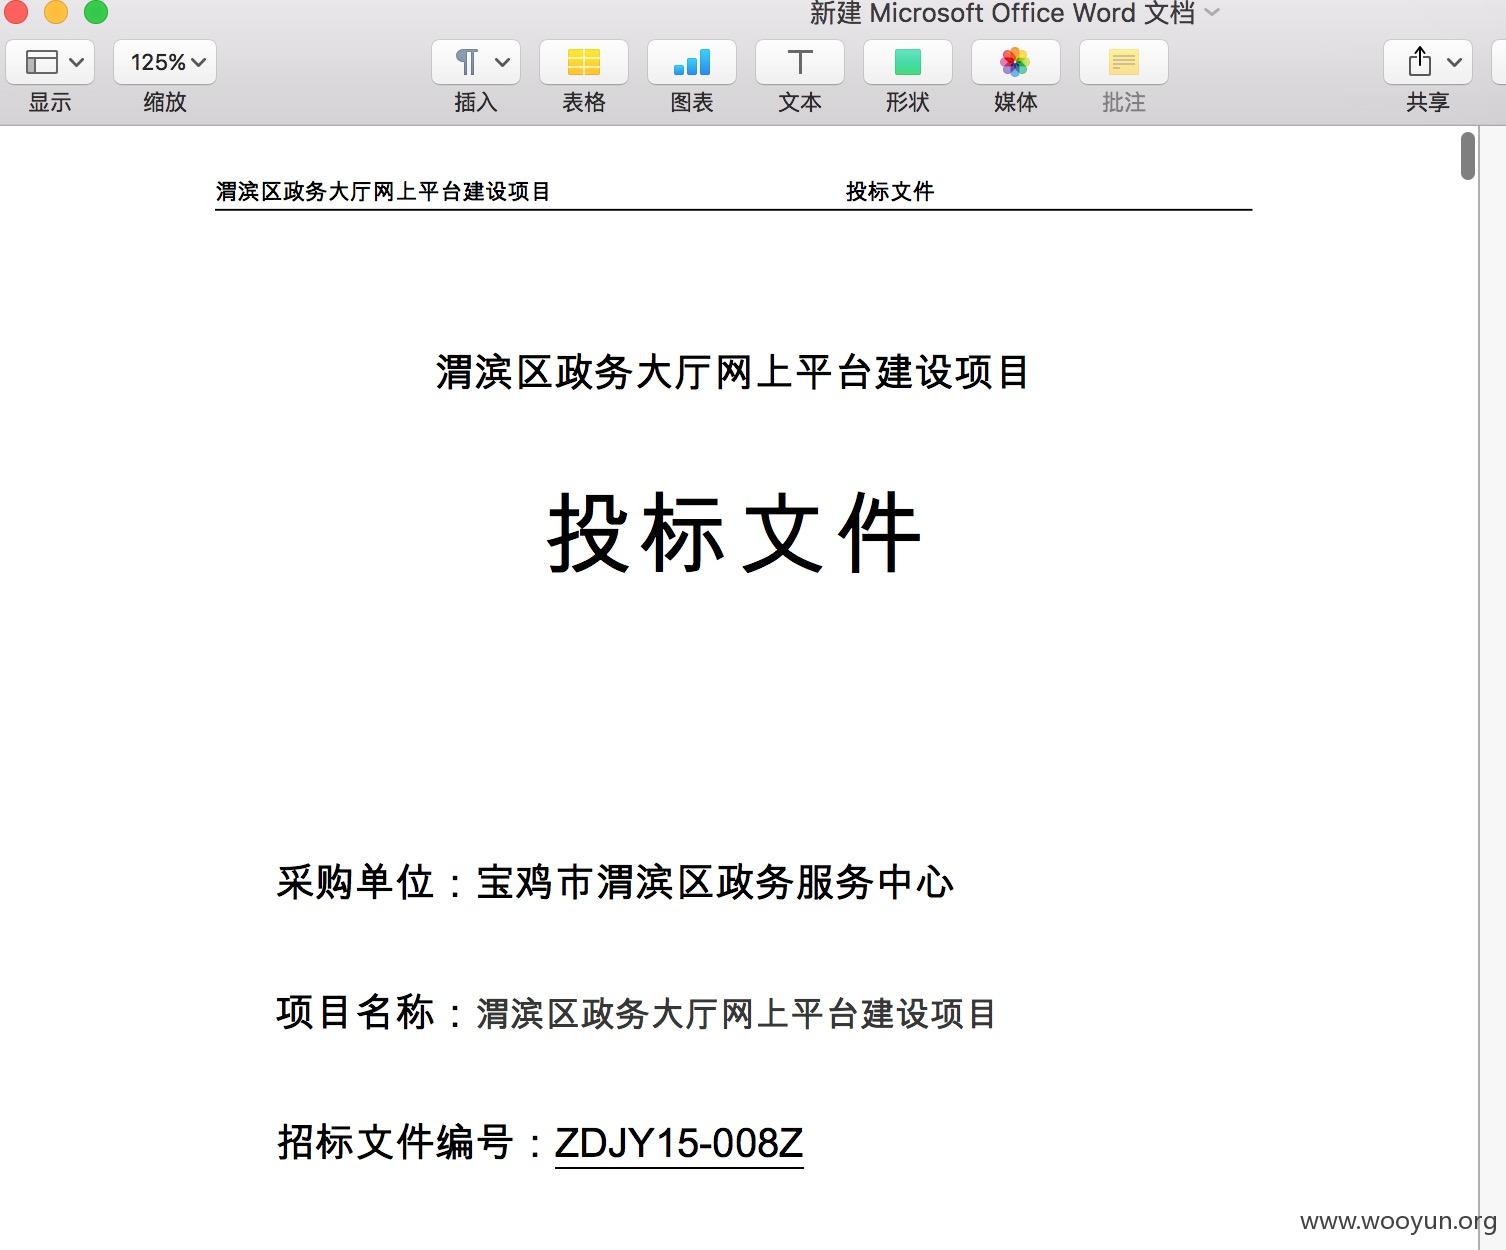 新建 Microsoft Office Word 文档
125%
显示 缩放 插入 表格 图表 文本 形状 媒体 批注 共享
渭滨区政务大厅网上平台建设项目 投标文件
渭滨区政务大厅网上平台建设项目
投标文件
采购单位：宝鸡市渭滨区政务服务中心
项目名称：渭滨区政务大厅网上平台建设项目
招标文件编号：ZDJY15-008Z
www.wooyun.org